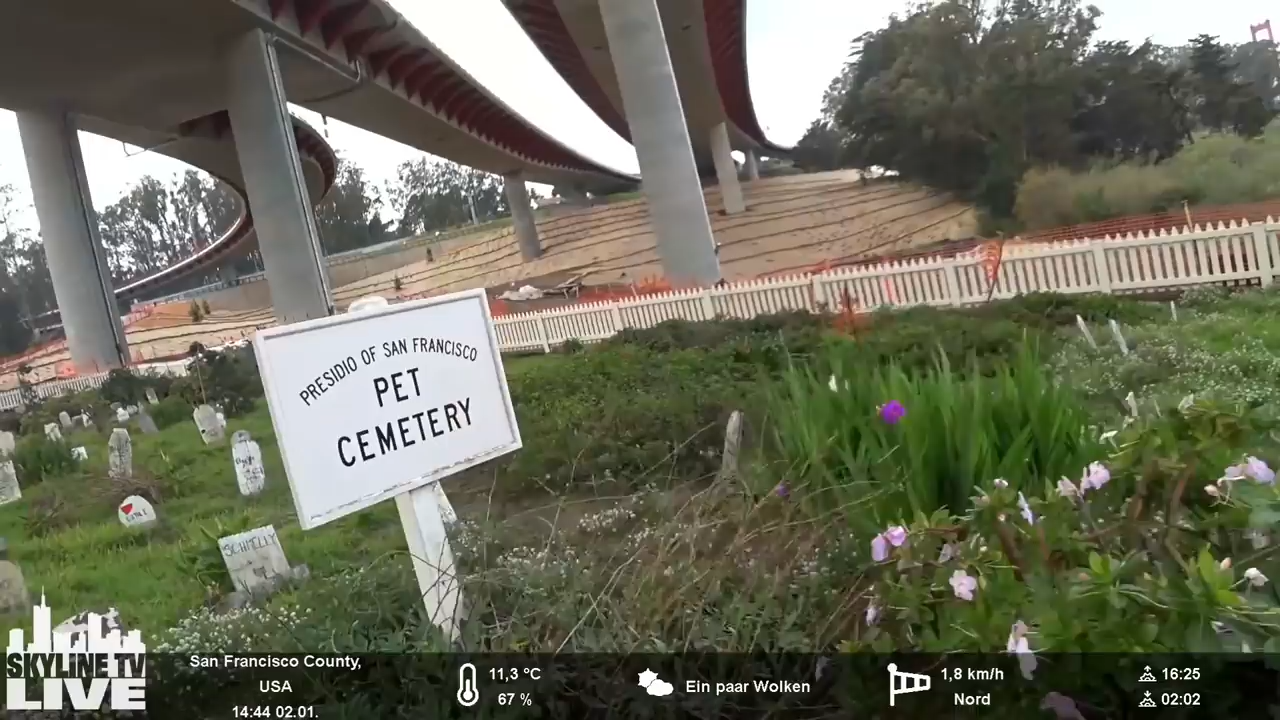 PRESIDIO OF SAN FRANCISCO
PET
CEMETERY
SCHITLLY
SKYLINE TV
LIVE
San Francisco County,
USA
14:44 02.01.
11,3 °C
67 %
Ein paar Wolken
1,8 km/h
Nord
16:25
02:02